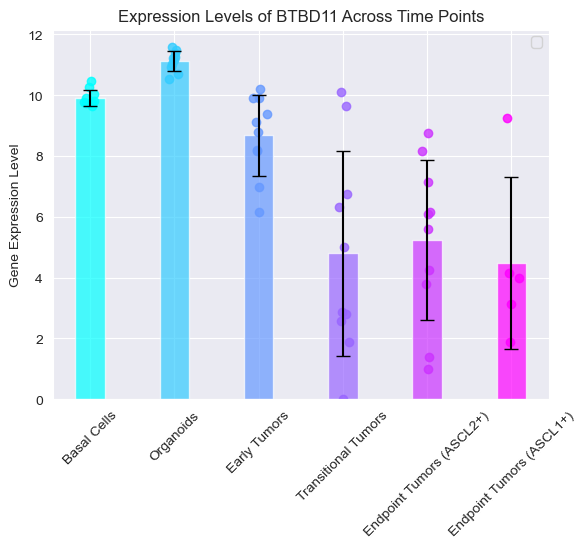 Expression Levels of BTBD11 Across Time Points
Gene Expression Level
12
10
8
6
4
2
0
Basal Cells
Organoids
Early Tumors
Transitional Tumors
Endpoint Tumors (ASCL2+)
Endpoint Tumors (ASCL1+)